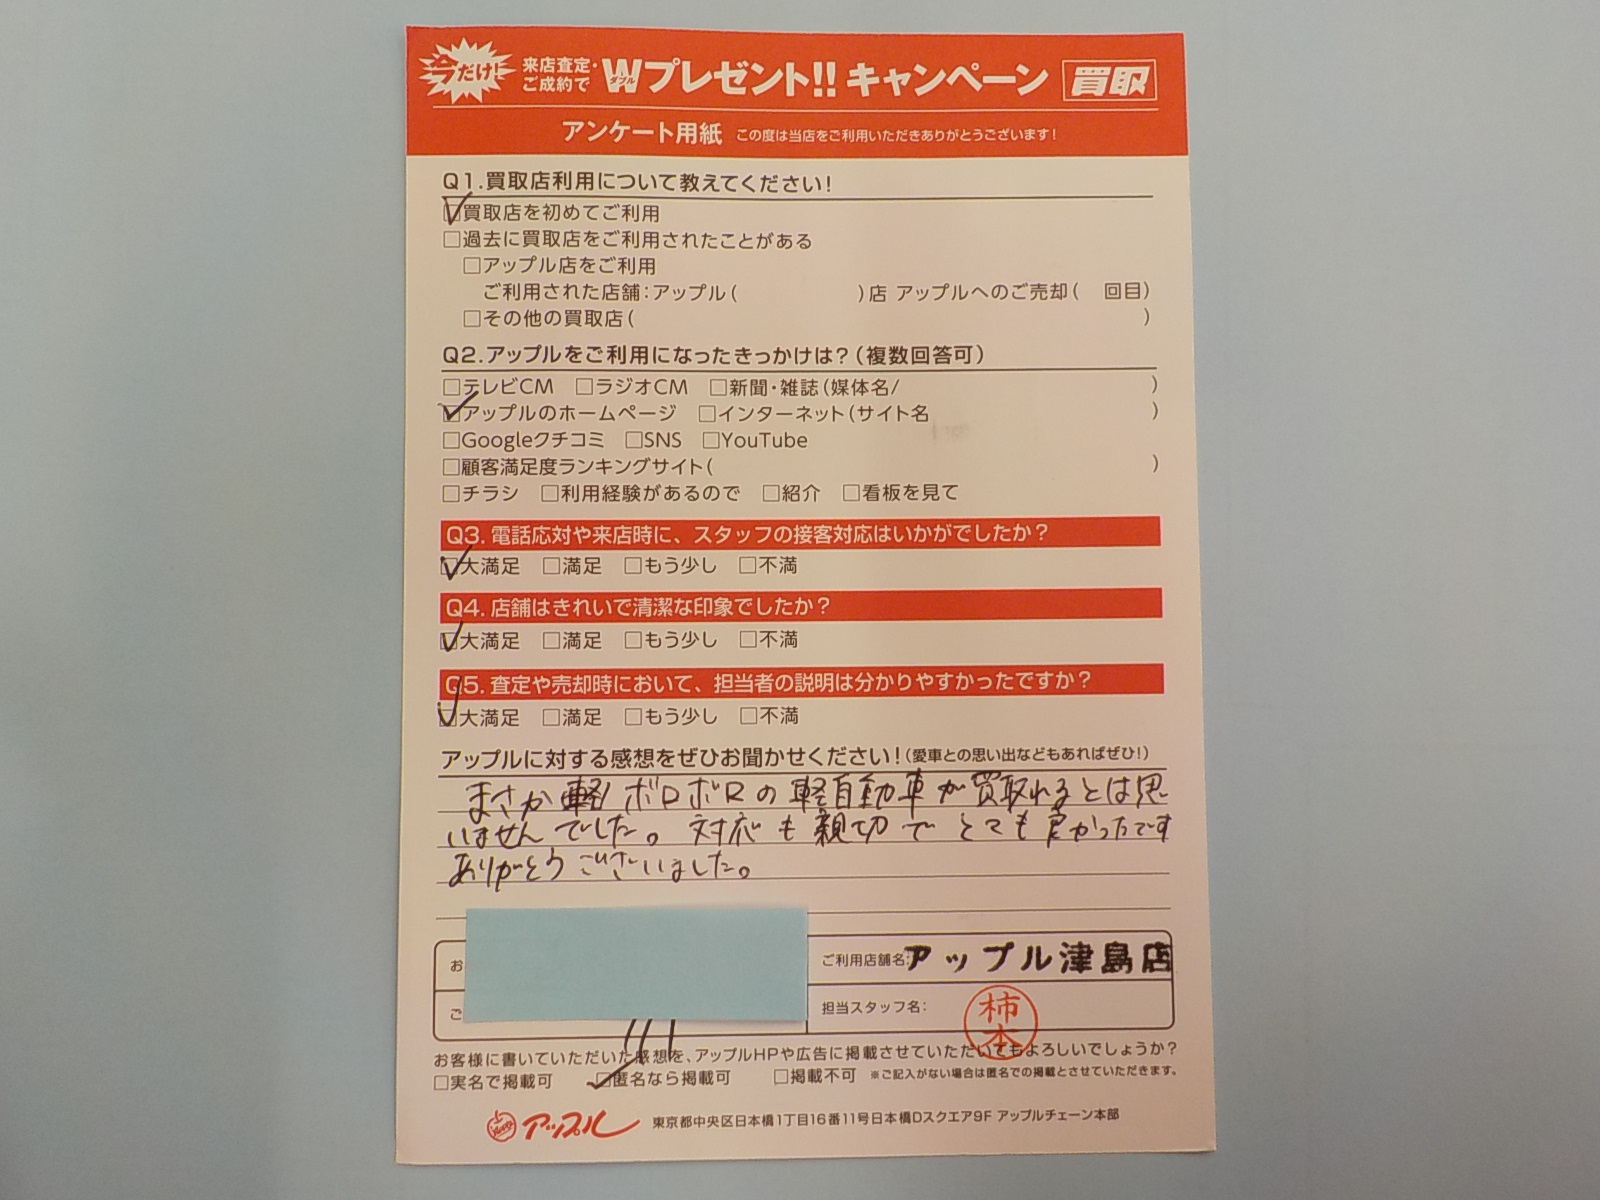 今だけ! 来店査定・ご成約で Wダブルプレゼント!! キャンペーン 買取
アンケート用紙 この度は当店をご利用いただきありがとうございます!
Q1.買取店利用について教えてください!
☑買取店を初めてご利用
□過去に買取店をご利用されたことがある
□アップル店をご利用
ご利用された店舗:アップル( )店 アップルへのご売却( 回目)
□その他の買取店( )
Q2.アップルをご利用になったきっかけは?(複数回答可)
□テレビCM □ラジオCM □新聞・雑誌(媒体名/ )
☑アップルのホームページ □インターネット(サイト名 )
□Googleクチコミ □SNS □YouTube
□顧客満足度ランキングサイト( )
□チラシ □利用経験があるので □紹介 □看板を見て
Q3. 電話応対や来店時に、スタッフの接客対応はいかがでしたか?
☑大満足 □満足 □もう少し □不満
Q4. 店舗はきれいで清潔な印象でしたか?
☑大満足 □満足 □もう少し □不満
Q5. 査定や売却時において、担当者の説明は分かりやすかったですか?
☑大満足 □満足 □もう少し □不満
アップルに対する感想をぜひお聞かせください!(愛車との思い出などもあればぜひ!)
まさか ボロボロの軽自動車が買取れるとは思
いませんでした。対応も親切でとても良かったです
ありがとうございました。
お
ご利用店舗名:アップル津島店
ご
担当スタッフ名: 柿本
お客様に書いていただいた感想を、アップルHPや広告に掲載させていただいてもよろしいでしょうか?
□実名で掲載可 ☑匿名なら掲載可 □掲載不可 ※ご記入がない場合は匿名での掲載とさせていただきます。
アップル 東京都中央区日本橋1丁目16番11号日本橋Dスクエア9F アップルチェーン本部